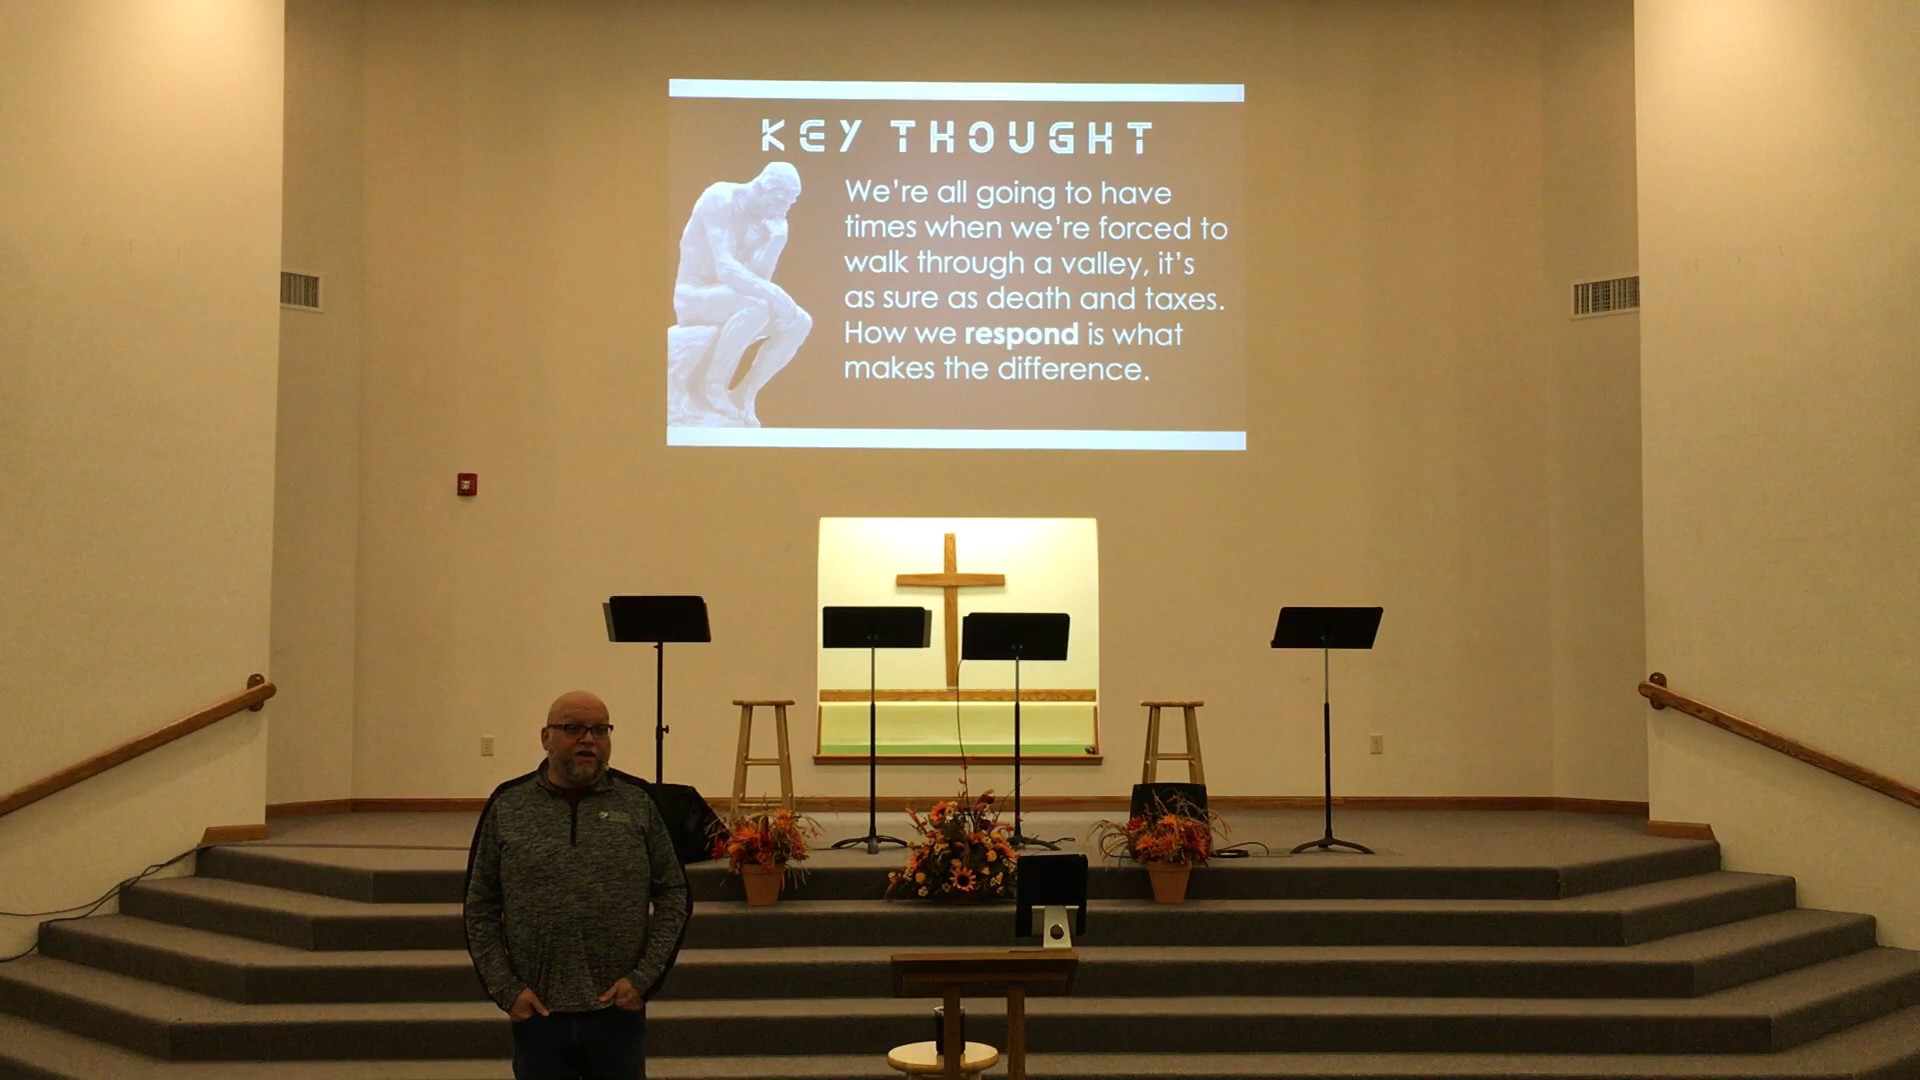 KEY THOUGHT
We're all going to have
times when we're forced to
walk through a valley, it's
as sure as death and taxes.
How we respond is what
makes the difference.